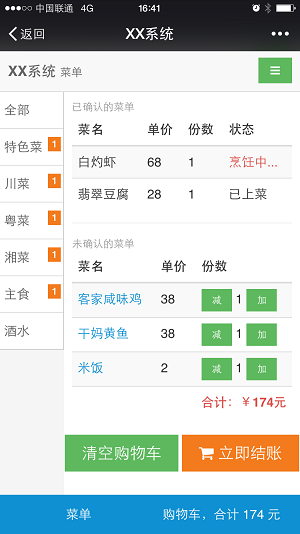 中国联通 4G 16:41
返回 XX系统
XX系统 菜单
全部
特色菜 1
川菜 1
粤菜 1
湘菜 1
主食 1
酒水
已确认的菜单
菜名 单价 份数 状态
白灼虾 68 1 烹饪中...
翡翠豆腐 28 1 已上菜
未确认的菜单
菜名 单价 份数
客家咸味鸡 38 减 1 加
干妈黄鱼 38 减 1 加
米饭 2 减 1 加
合计：￥174元
清空购物车 立即结账
菜单 购物车，合计 174 元